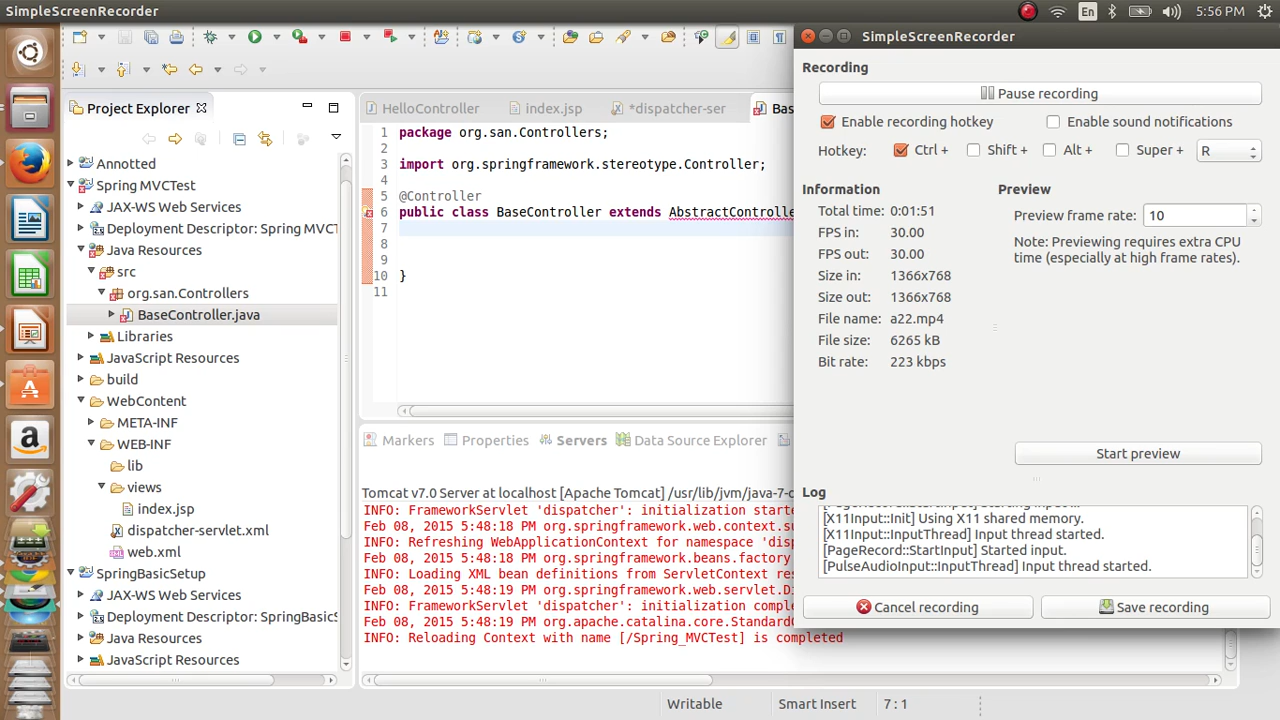 SimpleScreenRecorder
En
5:56 PM
Project Explorer
Annotted
Spring MVCTest
JAX-WS Web Services
Deployment Descriptor: Spring MVCT
Java Resources
src
org.san.Controllers
BaseController.java
Libraries
JavaScript Resources
build
WebContent
META-INF
WEB-INF
lib
views
index.jsp
dispatcher-servlet.xml
web.xml
SpringBasicSetup
JAX-WS Web Services
Deployment Descriptor: SpringBasicS
Java Resources
JavaScript Resources
HelloController
index.jsp
*dispatcher-ser
Bas
1 package org.san.Controllers;
2
3 import org.springframework.stereotype.Controller;
4
5 @Controller
6 public class BaseController extends AbstractControlle
7
8
9
10 }
11
Markers
Properties
Servers
Data Source Explorer
Tomcat v7.0 Server at localhost [Apache Tomcat] /usr/lib/jvm/java-7-o
INFO: FrameworkServlet 'dispatcher': initialization starte
Feb 08, 2015 5:48:18 PM org.springframework.web.context.su
INFO: Refreshing WebApplicationContext for namespace 'disp
Feb 08, 2015 5:48:18 PM org.springframework.beans.factory
INFO: Loading XML bean definitions from ServletContext res
Feb 08, 2015 5:48:19 PM org.springframework.web.servlet.Di
INFO: FrameworkServlet 'dispatcher': initialization comple
Feb 08, 2015 5:48:19 PM org.apache.catalina.core.StandardC
INFO: Reloading Context with name [/Spring_MVCTest] is completed
Writable
Smart Insert
7 : 1
SimpleScreenRecorder
Recording
Pause recording
Enable recording hotkey
Enable sound notifications
Hotkey:
Ctrl +
Shift +
Alt +
Super +
R
Information
Total time: 0:01:51
FPS in: 30.00
FPS out: 30.00
Size in: 1366x768
Size out: 1366x768
File name: a22.mp4
File size: 6265 kB
Bit rate: 223 kbps
Preview
Preview frame rate: 10
Note: Previewing requires extra CPU
time (especially at high frame rates).
Start preview
Log
[X11Input::Init] Using X11 shared memory.
[X11Input::InputThread] Input thread started.
[PageRecord::StartInput] Started input.
[PulseAudioInput::InputThread] Input thread started.
Cancel recording
Save recording